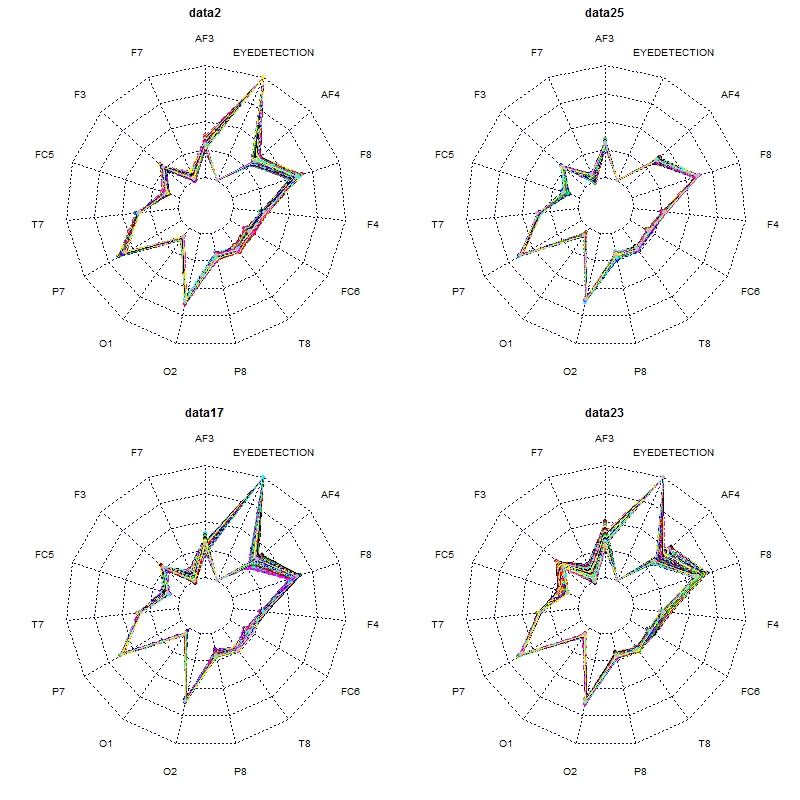 data2
AF3
EYEDETECTION
F7
AF4
F3
F8
FC5
F4
T7
FC6
P7
T8
O1
P8
O2
data25
AF3
EYEDETECTION
F7
AF4
F3
F8
FC5
F4
T7
FC6
P7
T8
O1
P8
O2
data17
AF3
EYEDETECTION
F7
AF4
F3
F8
FC5
F4
T7
FC6
P7
T8
O1
P8
O2
data23
AF3
EYEDETECTION
F7
AF4
F3
F8
FC5
F4
T7
FC6
P7
T8
O1
P8
O2